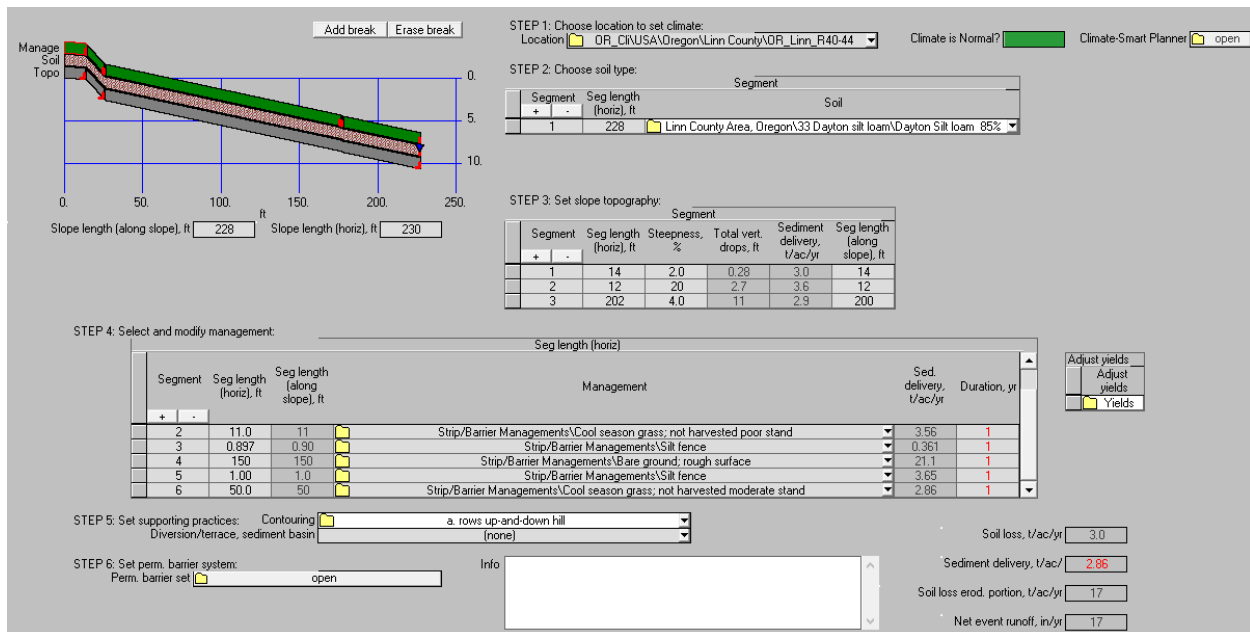 Add break Erase break
Manage
Soil
Topo
0.
5.
10.
0. 50. 100. 150. 200. 250.
ft
Slope length (along slope), ft 228 Slope length (horiz), ft 230
STEP 1: Choose location to set climate:
Location OR_Cli\USA\Oregon\Linn County\OR_Linn_R40-44
Climate is Normal? Climate-Smart Planner open
STEP 2: Choose soil type:
Segment
Segment Seg length (horiz), ft Soil
+ -
1 228 Linn County Area, Oregon\33 Dayton silt loam\Dayton Silt loam 85%
STEP 3: Set slope topography:
Segment
Segment Seg length (horiz), ft Steepness, % Total vert. drops, ft Sediment delivery, t/ac/yr Seg length (along slope), ft
+ -
1 14 2.0 0.28 3.0 14
2 12 20 2.7 3.6 12
3 202 4.0 11 2.9 200
STEP 4: Select and modify management:
Seg length (horiz)
Segment Seg length (horiz), ft Seg length (along slope), ft Management Sed. delivery, t/ac/yr Duration, yr
+ -
2 11.0 11 Strip/Barrier Managements\Cool season grass; not harvested poor stand 3.56 1
3 0.897 0.90 Strip/Barrier Managements\Silt fence 0.361 1
4 150 150 Strip/Barrier Managements\Bare ground; rough surface 21.1 1
5 1.00 1.0 Strip/Barrier Managements\Silt fence 3.65 1
6 50.0 50 Strip/Barrier Managements\Cool season grass; not harvested moderate stand 2.86 1
Adjust yields
Adjust yields
Yields
STEP 5: Set supporting practices: Contouring a. rows up-and-down hill
Diversion/terrace, sediment basin (none)
STEP 6: Set perm. barrier system:
Perm. barrier set open
Info
Soil loss, t/ac/yr 3.0
Sediment delivery, t/ac/ 2.86
Soil loss erod. portion, t/ac/yr 17
Net event runoff, in/yr 17